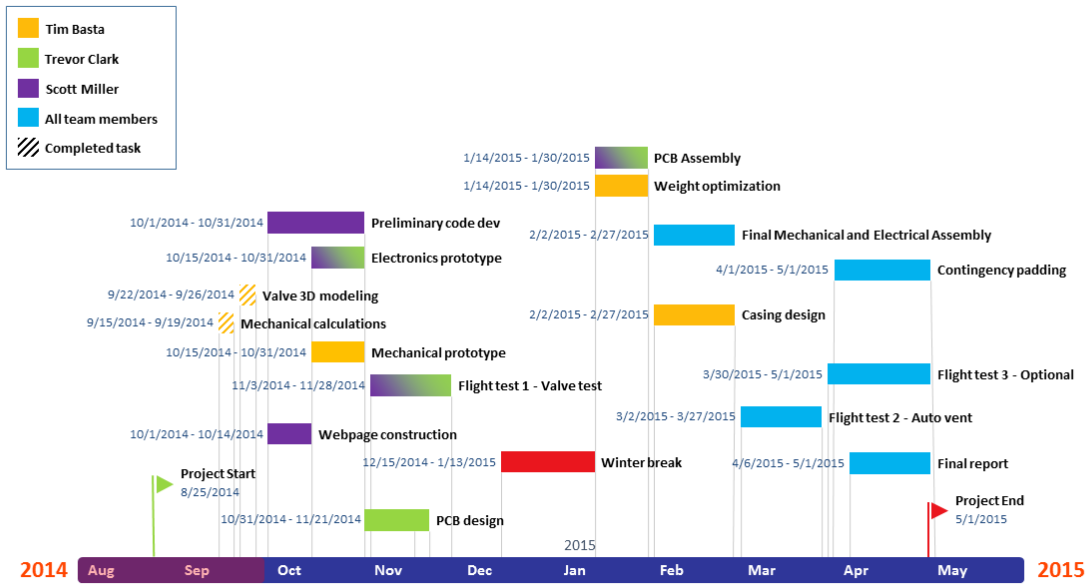 Tim Basta
Trevor Clark
Scott Miller
All team members
Completed task
1/14/2015 - 1/30/2015 PCB Assembly
1/14/2015 - 1/30/2015 Weight optimization
10/1/2014 - 10/31/2014 Preliminary code dev
2/2/2015 - 2/27/2015 Final Mechanical and Electrical Assembly
10/15/2014 - 10/31/2014 Electronics prototype
4/1/2015 - 5/1/2015 Contingency padding
9/22/2014 - 9/26/2014 Valve 3D modeling
9/15/2014 - 9/19/2014 Mechanical calculations
2/2/2015 - 2/27/2015 Casing design
10/15/2014 - 10/31/2014 Mechanical prototype
3/30/2015 - 5/1/2015 Flight test 3 - Optional
11/3/2014 - 11/28/2014 Flight test 1 - Valve test
3/2/2015 - 3/27/2015 Flight test 2 - Auto vent
10/1/2014 - 10/14/2014 Webpage construction
12/15/2014 - 1/13/2015 Winter break
4/6/2015 - 5/1/2015 Final report
Project Start
8/25/2014
Project End
5/1/2015
10/31/2014 - 11/21/2014 PCB design
2015
2014 Aug Sep Oct Nov Dec Jan Feb Mar Apr May 2015